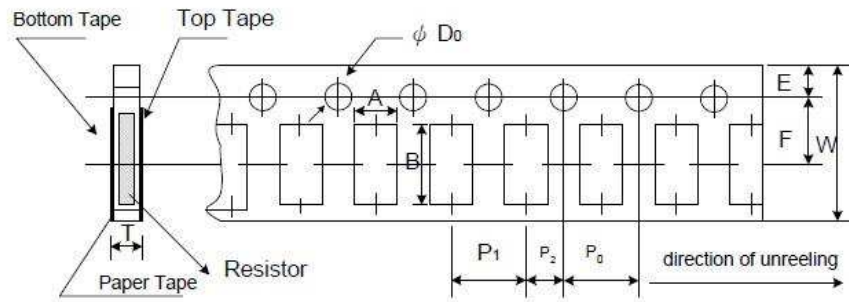 Bottom Tape
Top Tape
ψ D0
A
E
F
W
B
T
P1
P2
P0
direction of unreeling
Resistor
Paper Tape